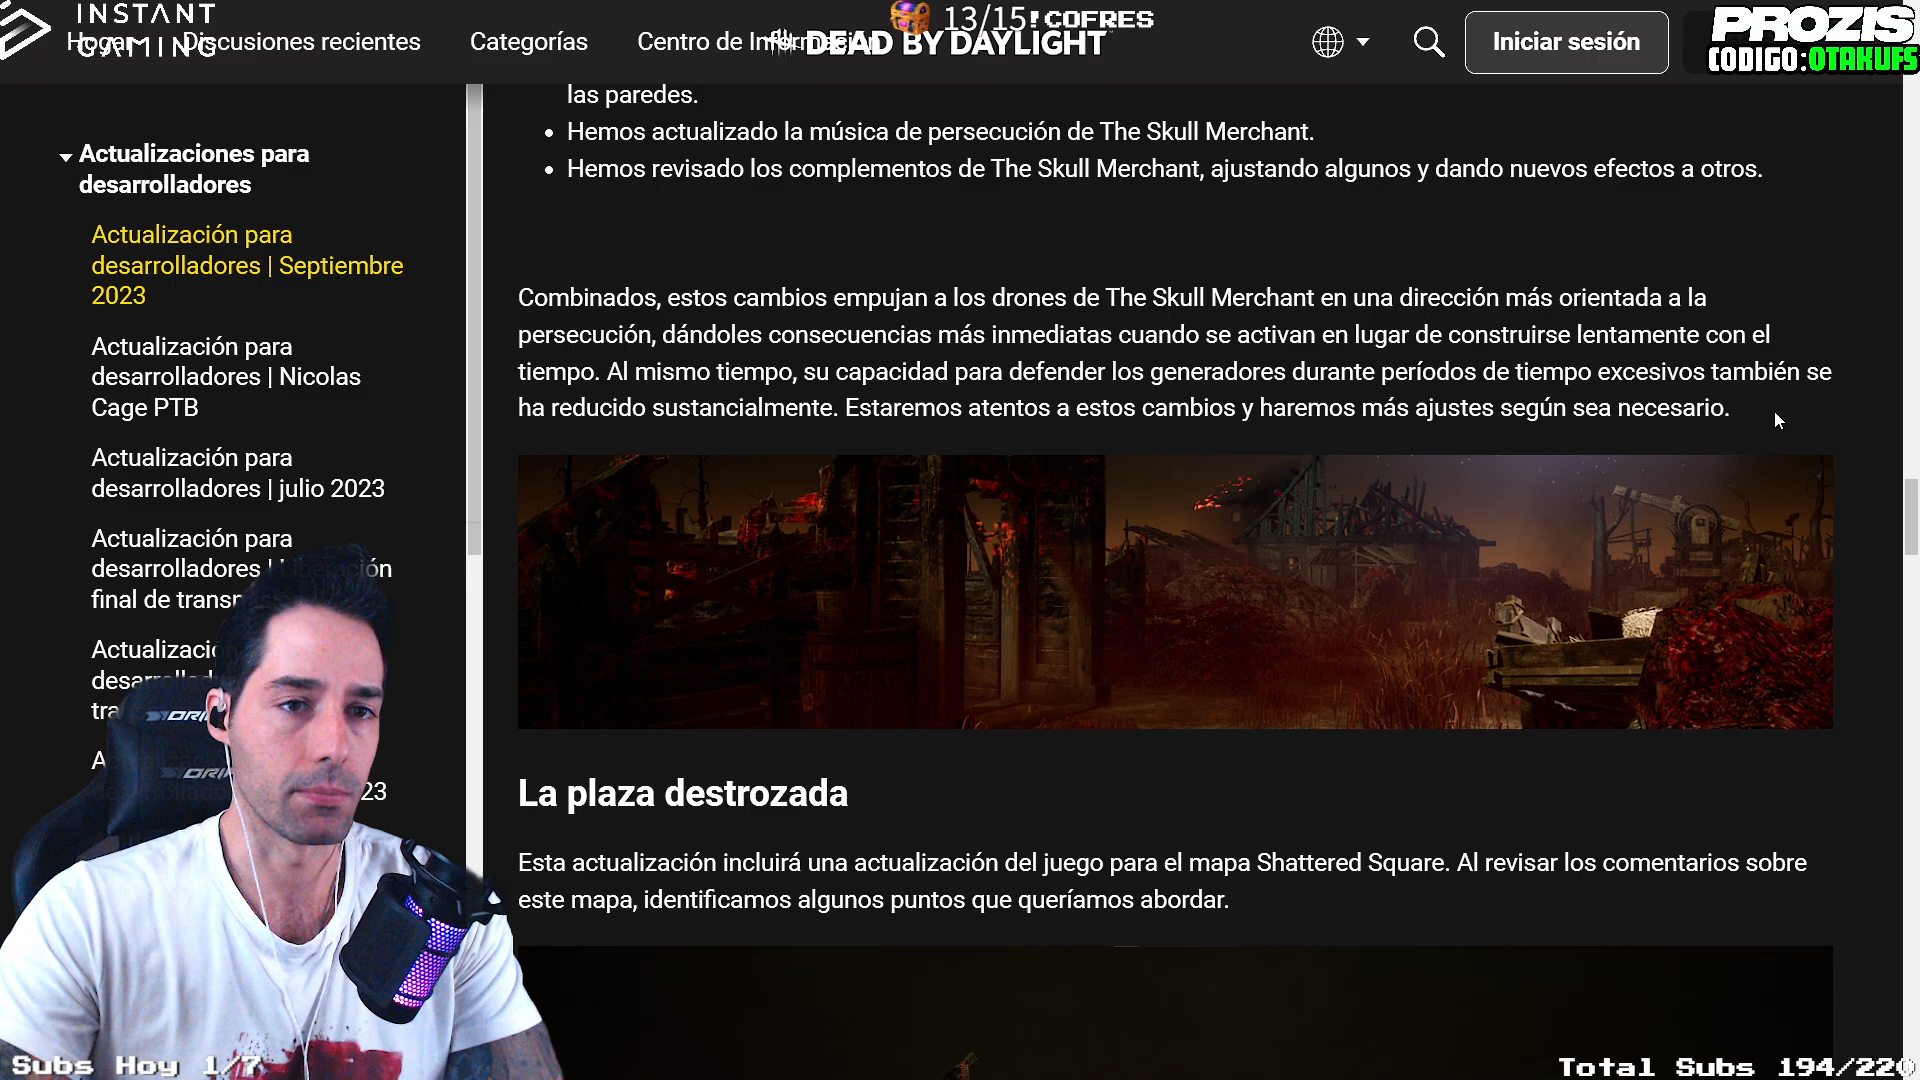 INSTANT
GAMING
Hogar Discusiones recientes Categorías Centro de Información
13/15 !COFRES
DEAD BY DAYLIGHT
Iniciar sesión
PROZIS
CODIGO:OTAKUFS
Actualizaciones para
desarrolladores
Actualización para
desarrolladores | Septiembre
2023
Actualización para
desarrolladores | Nicolas
Cage PTB
Actualización para
desarrolladores | julio 2023
Actualización para
desarrolladores | Liberación
final de
23
las paredes.
• Hemos actualizado la música de persecución de The Skull Merchant.
• Hemos revisado los complementos de The Skull Merchant, ajustando algunos y dando nuevos efectos a otros.
Combinados, estos cambios empujan a los drones de The Skull Merchant en una dirección más orientada a la
persecución, dándoles consecuencias más inmediatas cuando se activan en lugar de construirse lentamente con el
tiempo. Al mismo tiempo, su capacidad para defender los generadores durante períodos de tiempo excesivos también se
ha reducido sustancialmente. Estaremos atentos a estos cambios y haremos más ajustes según sea necesario.
La plaza destrozada
Esta actualización incluirá una actualización del juego para el mapa Shattered Square. Al revisar los comentarios sobre
este mapa, identificamos algunos puntos que queríamos abordar.
Subs Hoy 1/7
Total Subs 194/220